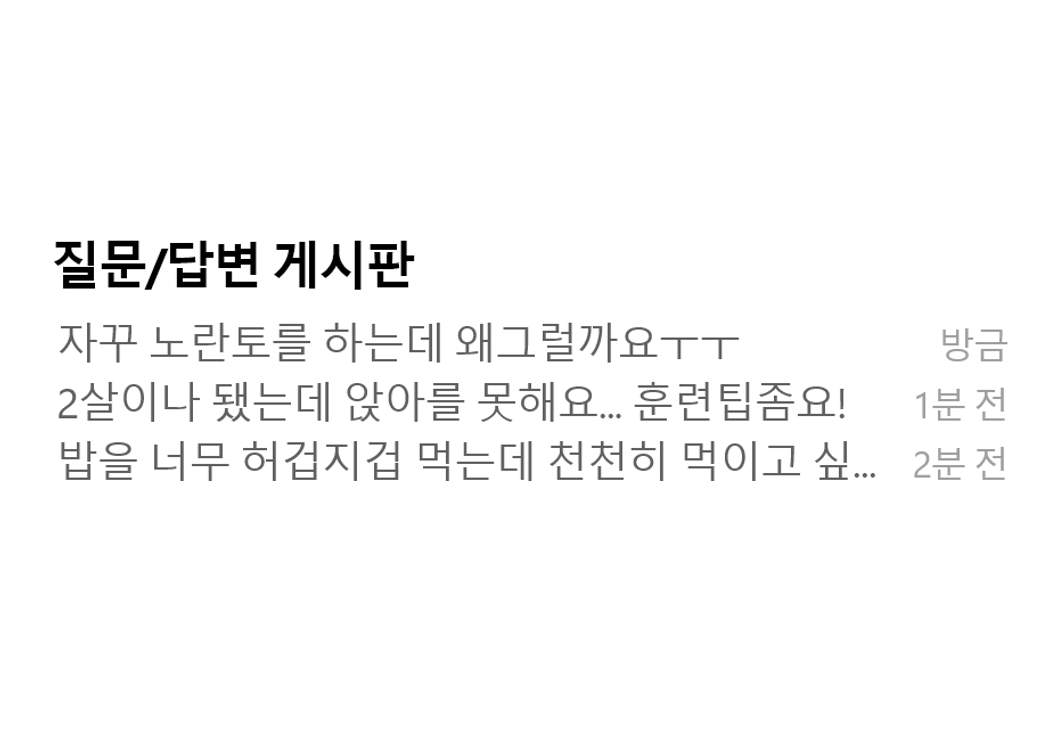 질문/답변 게시판
자꾸 노란토를 하는데 왜그럴까요ㅜㅜ 방금
2살이나 됐는데 앉아를 못해요... 훈련팁좀요! 1분 전
밥을 너무 허겁지겁 먹는데 천천히 먹이고 싶... 2분 전